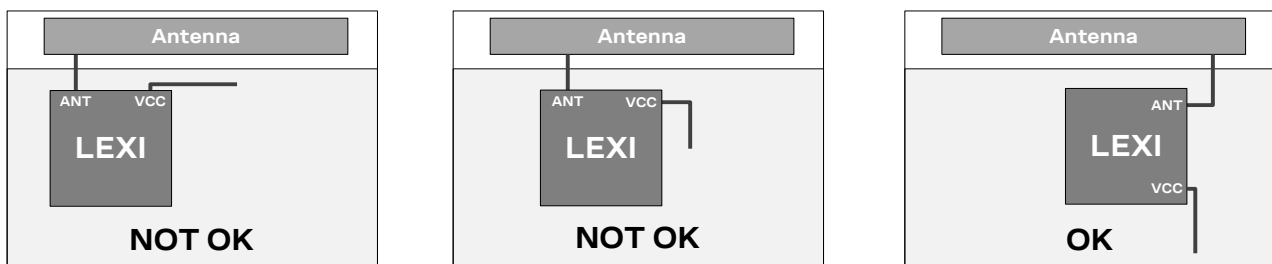 Antenna
ANT VCC
LEXI
NOT OK
Antenna
ANT VCC
LEXI
NOT OK
Antenna
ANT
LEXI
VCC
OK